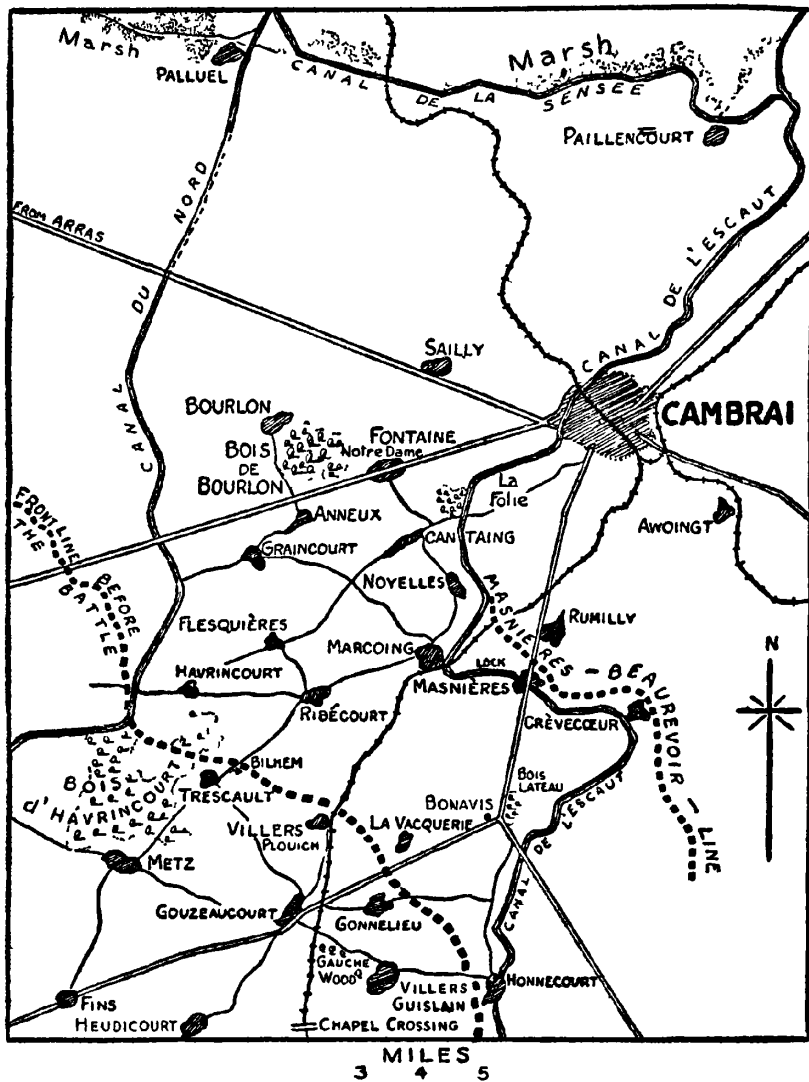 Marsh
PALLUEL
CANAL DE LA SENSEE
Marsh
PAILLENCOURT
FROM ARRAS
CANAL DU NORD
CANAL DE L'ESCAUT
SAILLY
CAMBRAI
BOURLON
BOIS
DE
BOURLON
FONTAINE
Notre Dame
La
Folie
ANNEUX
AWOINGT
FRONT LINE BEFORE
THE BATTLE
GRAINCOURT
CANTAING
NOYELLES
FLESQUIÈRES
MARCOING
RUMILLY
MASNIÈRES – BEAUREVOIR – LINE
N
HAVRINCOURT
LOCK
MASNIÈRES
RIBÉCOURT
CRÈVECŒUR
BOIS
d'HAVRINCOURT
BILHEM
TRESCAULT
BOIS
LATEAU
BONAVIS
VILLERS
PLOUICH
LA VACQUERIE
CANAL DE L'ESCAUT
METZ
GOUZEAUCOURT
GONNELIEU
GAUCHE
WOOD
VILLERS
GUISLAIN
HONNECOURT
FINS
HEUDICOURT
CHAPEL CROSSING
MILES
3 4 5